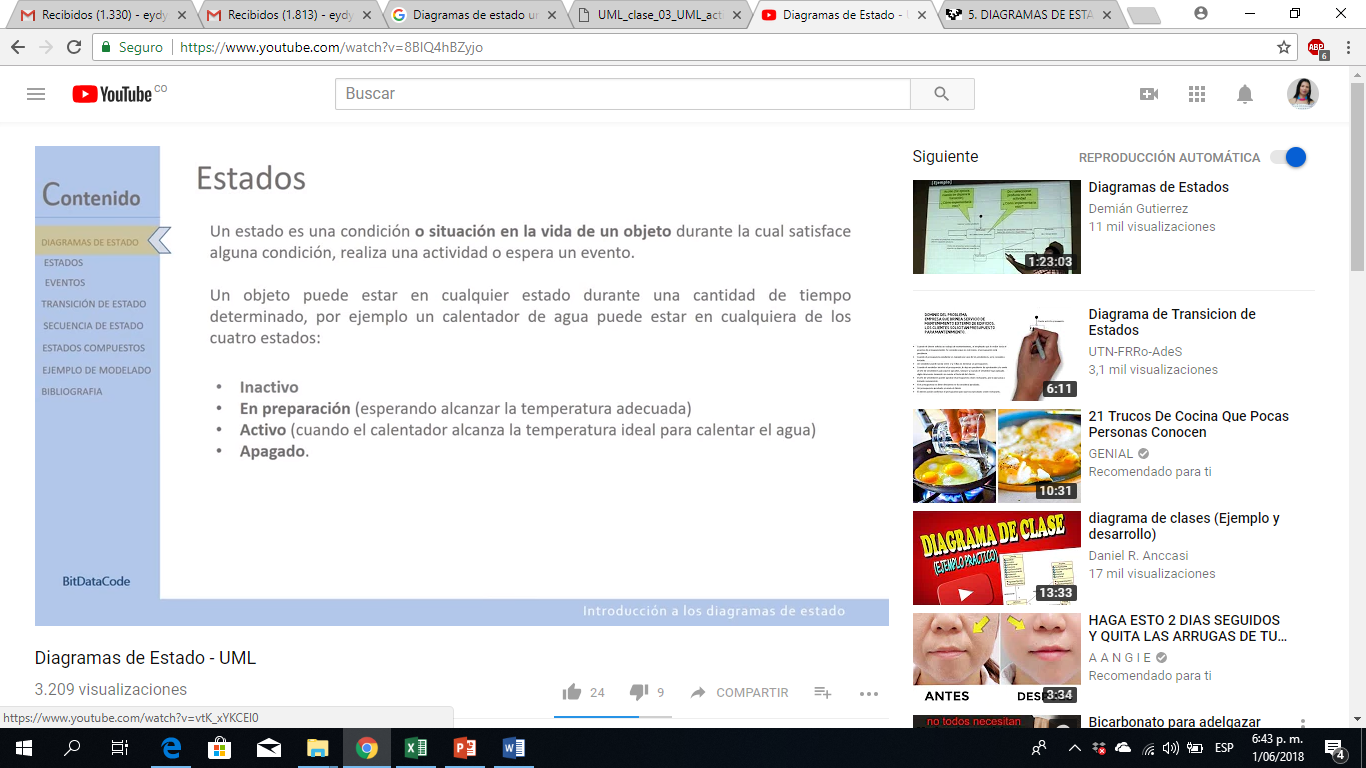 Recibidos (1.330) - eydy
Recibidos (1.813) - eydy
Diagramas de estado un
UML_clase_03_UML_acti
Diagramas de Estado - U
5. DIAGRAMAS DE ESTA
Seguro
https://www.youtube.com/watch?v=8BlQ4hBZyjo
ABP
6
YouTube CO
Buscar
Contenido
DIAGRAMAS DE ESTADO
ESTADOS
EVENTOS
TRANSICIÓN DE ESTADO
SECUENCIA DE ESTADO
ESTADOS COMPUESTOS
EJEMPLO DE MODELADO
BIBLIOGRAFIA
BitDataCode
Estados
Un estado es una condición o situación en la vida de un objeto durante la cual satisface
alguna condición, realiza una actividad o espera un evento.
Un objeto puede estar en cualquier estado durante una cantidad de tiempo
determinado, por ejemplo un calentador de agua puede estar en cualquiera de los
cuatro estados:
• Inactivo
• En preparación (esperando alcanzar la temperatura adecuada)
• Activo (cuando el calentador alcanza la temperatura ideal para calentar el agua)
• Apagado.
Introducción a los diagramas de estado
Diagramas de Estado - UML
3.209 visualizaciones
24
9
COMPARTIR
Siguiente
REPRODUCCIÓN AUTOMÁTICA
[Ejemplo]
1:23:03
Diagramas de Estados
Demián Gutierrez
11 mil visualizaciones
6:11
Diagrama de Transicion de
Estados
UTN-FRRo-AdeS
3,1 mil visualizaciones
10:31
21 Trucos De Cocina Que Pocas
Personas Conocen
GENIAL
Recomendado para ti
DIAGRAMA DE CLASE
(EJEMPLO PRACTICO)
13:33
diagrama de clases (Ejemplo y
desarrollo)
Daniel R. Anccasi
17 mil visualizaciones
ANTES
3:34
HAGA ESTO 2 DIAS SEGUIDOS
Y QUITA LAS ARRUGAS DE TU...
A A N G I E
Recomendado para ti
no todos necesitan
Bicarbonato para adelgazar
https://www.youtube.com/watch?v=vtK_xYKCEI0
ESP
6:43 p. m.
1/06/2018
4